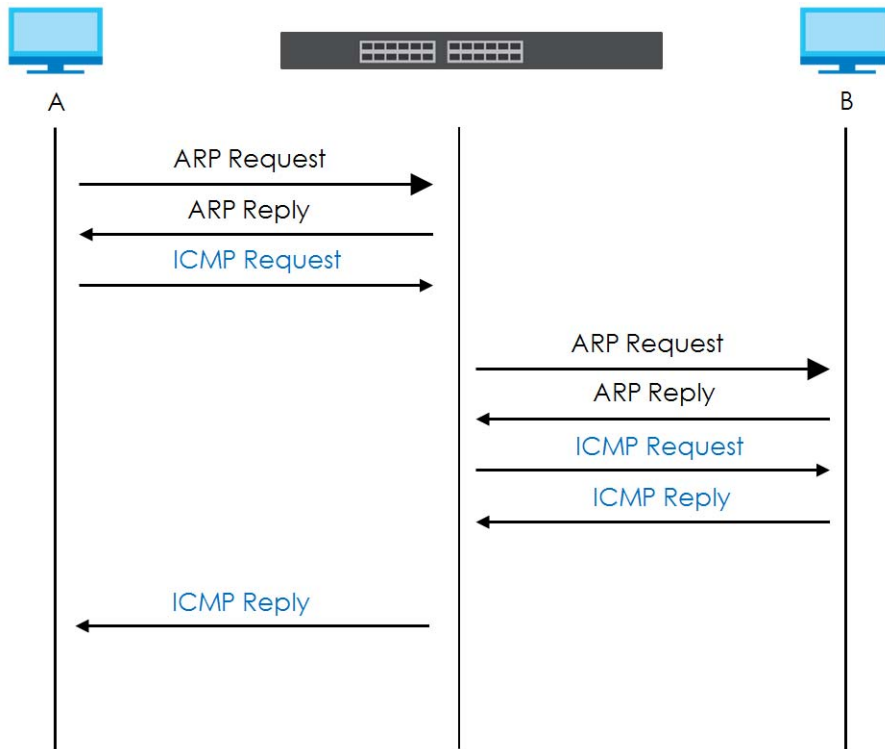 A
B
ARP Request
ARP Reply
ICMP Request
ARP Request
ARP Reply
ICMP Request
ICMP Reply
ICMP Reply